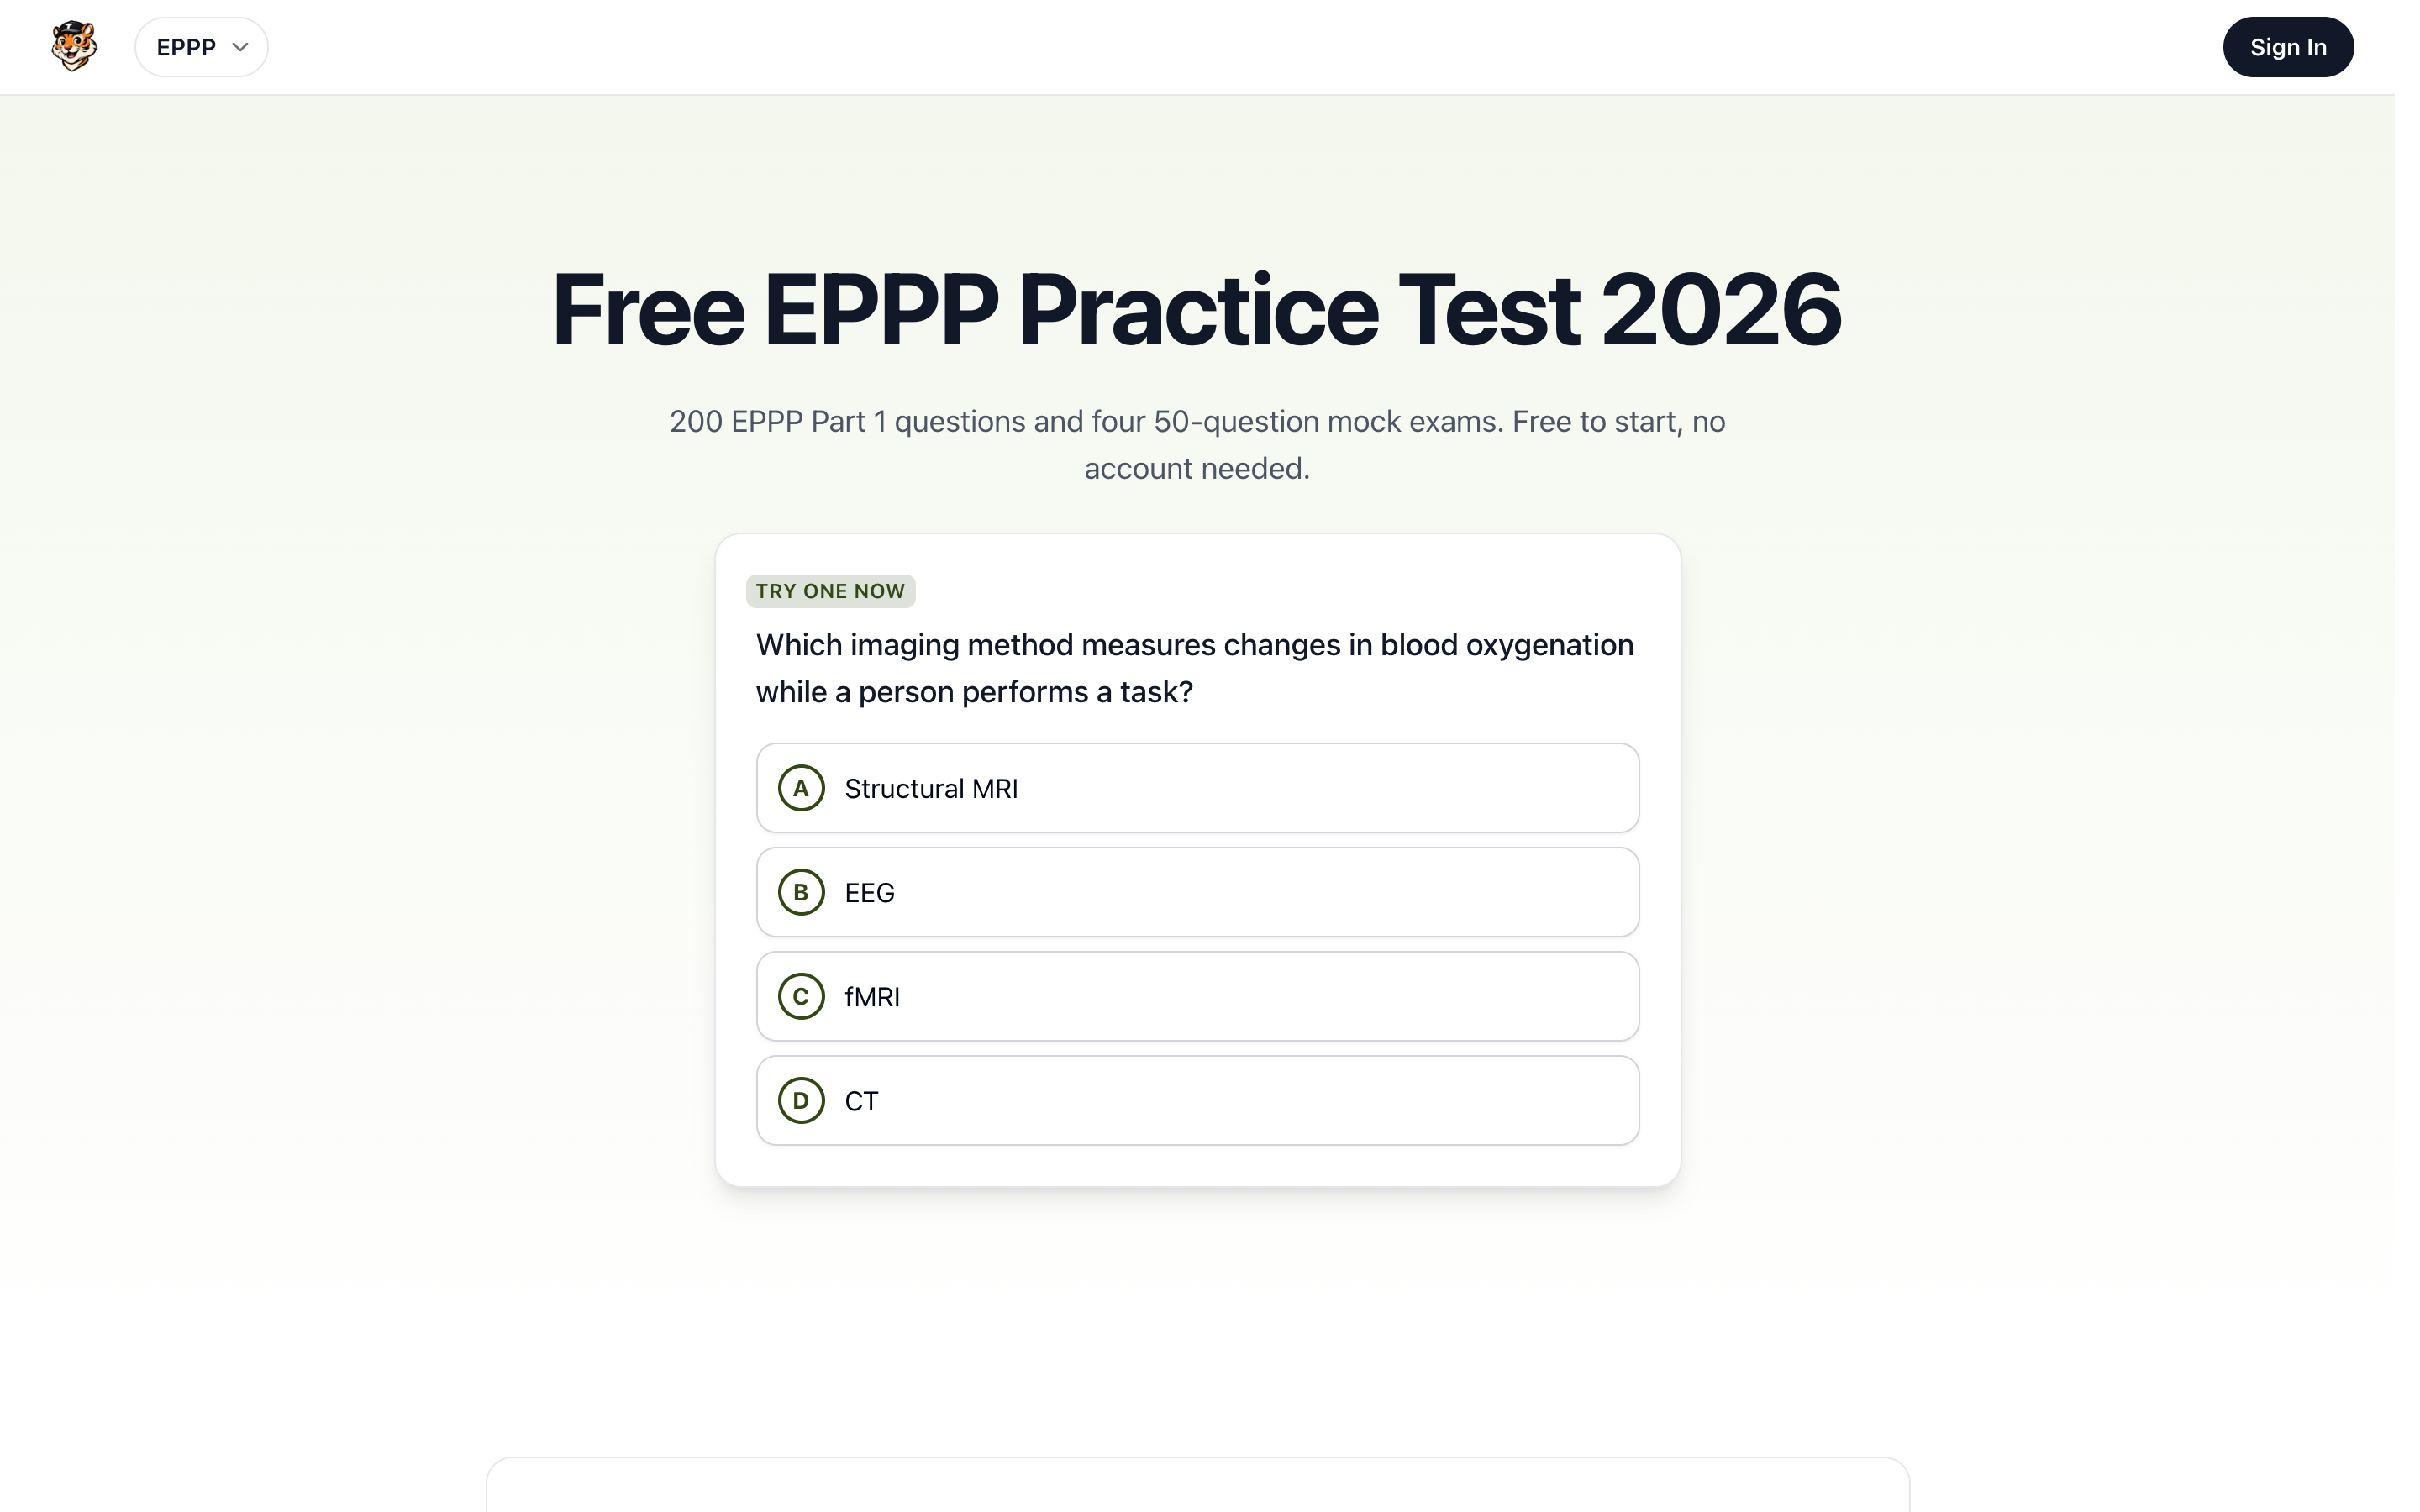 EPPP
Sign In
Free EPPP Practice Test 2026
200 EPPP Part 1 questions and four 50-question mock exams. Free to start, no
account needed.
TRY ONE NOW
Which imaging method measures changes in blood oxygenation
while a person performs a task?
A Structural MRI
B EEG
C fMRI
D CT